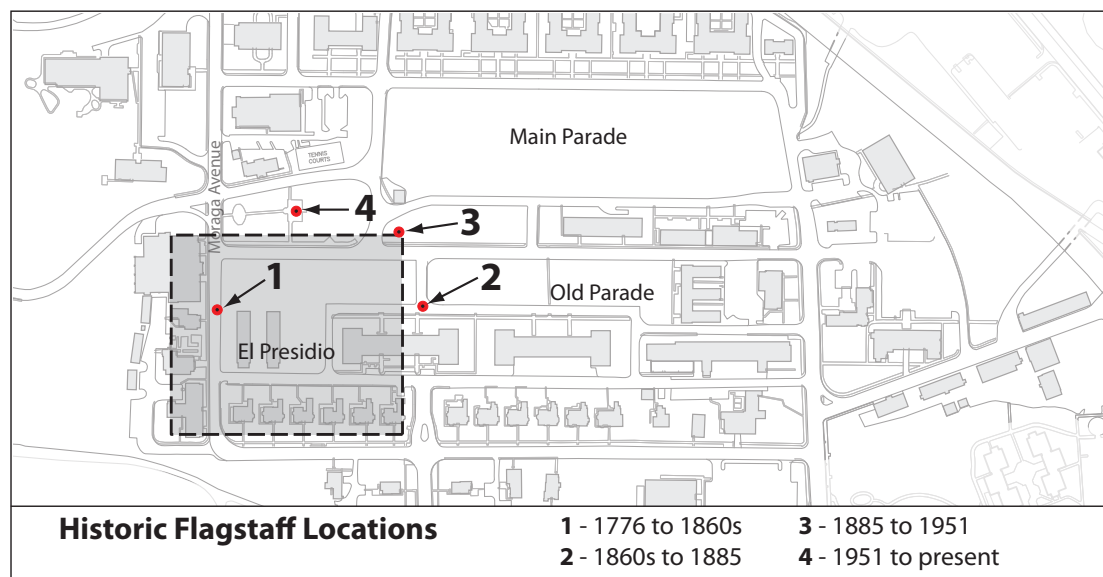 Main Parade
TENNIS
COURTS
Moraga Avenue
4
3
1
2
Old Parade
El Presidio
Historic Flagstaff Locations
1 - 1776 to 1860s
2 - 1860s to 1885
3 - 1885 to 1951
4 - 1951 to present